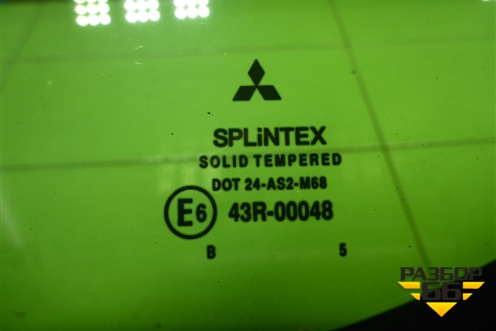 SPLiNTEX
SOLID TEMPERED
DOT 24-AS2-M68
E6 43R-00048
B 5
РАЗБОР
66